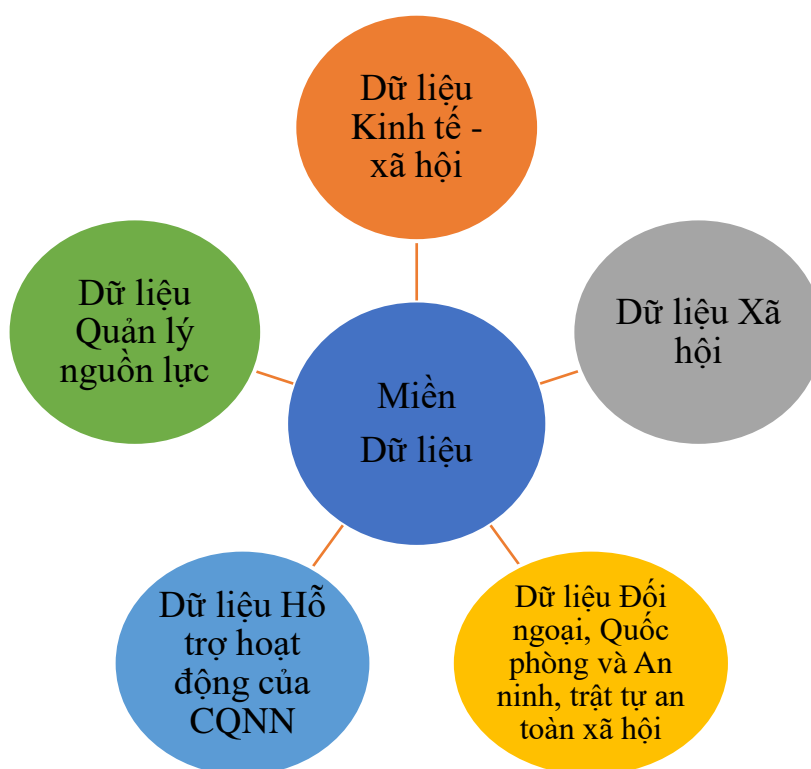 Dữ liệu
Kinh tế -
xã hội
Dữ liệu
Quản lý
nguồn lực
Dữ liệu Xã
hội
Miền
Dữ liệu
Dữ liệu Hỗ
trợ hoạt
động của
CQNN
Dữ liệu Đối
ngoại, Quốc
phòng và An
ninh, trật tự an
toàn xã hội